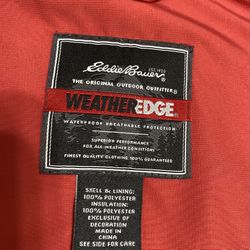 Eddie Bauer
EST. 1920
THE ORIGINAL OUTDOOR OUTFITTER®
WEATHEREDGE®
WATERPROOF BREATHABLE PROTECTION
SUPERIOR PERFORMANCE
FOR ALL-WEATHER CONDITIONS
FINEST QUALITY CLOTHING 100% GUARANTEED
SHELL & LINING:
100% POLYESTER
INSULATION:
100% POLYESTER
EXCLUSIVE OF
DECORATION
MADE IN
CHINA
SEE SIDE FOR CARE